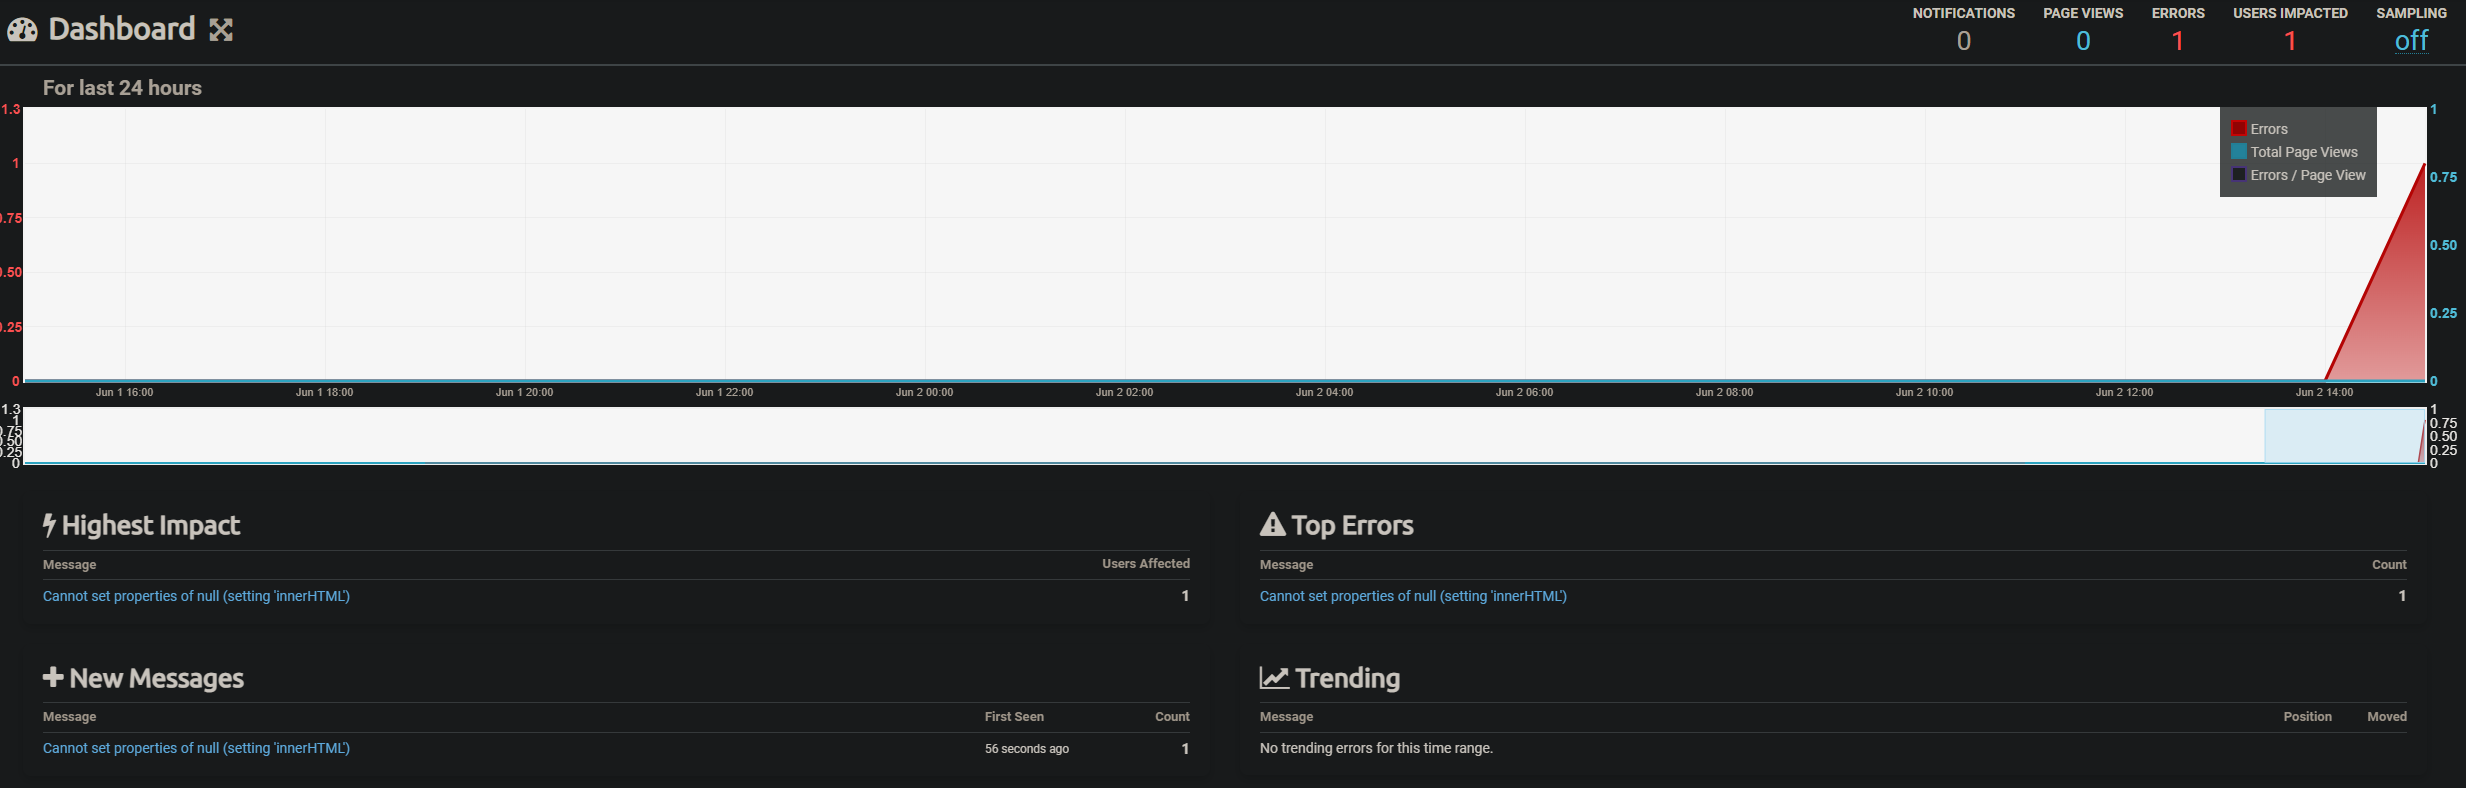 Dashboard
NOTIFICATIONS PAGE VIEWS ERRORS USERS IMPACTED SAMPLING
0 0 1 1 off
For last 24 hours
1.3
1
0.75
0.50
0.25
0
1
0.75
0.50
0.25
0
Errors
Total Page Views
Errors / Page View
Jun 1 16:00 Jun 1 18:00 Jun 1 20:00 Jun 1 22:00 Jun 2 00:00 Jun 2 02:00 Jun 2 04:00 Jun 2 06:00 Jun 2 08:00 Jun 2 10:00 Jun 2 12:00 Jun 2 14:00
1.3
1
0.75
0.50
0.25
0
1
0.75
0.50
0.25
0
Highest Impact
Message Users Affected
Cannot set properties of null (setting 'innerHTML') 1
Top Errors
Message Count
Cannot set properties of null (setting 'innerHTML') 1
New Messages
Message First Seen Count
Cannot set properties of null (setting 'innerHTML') 56 seconds ago 1
Trending
Message Position Moved
No trending errors for this time range.